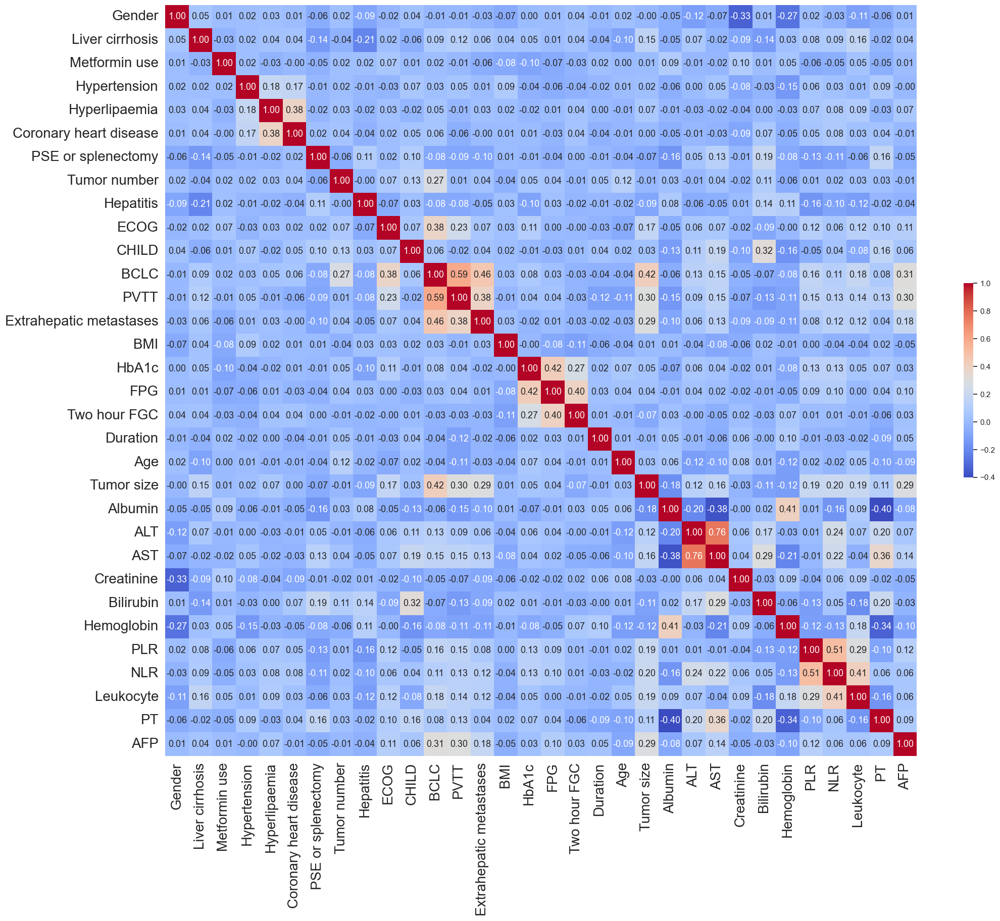 Gender 1.00 0.05 0.01 0.02 0.03 0.01 -0.06 0.02 -0.09 -0.02 0.04 -0.01 -0.01 -0.03 -0.07 0.00 0.01 0.04 -0.01 0.02 -0.00 -0.05 -0.12 -0.07 -0.33 0.01 -0.27 0.02 -0.03 -0.11 -0.06 0.01
Liver cirrhosis 0.05 1.00 -0.03 0.02 0.04 0.04 -0.14 -0.04 -0.21 0.02 -0.06 0.09 0.12 0.06 0.04 0.05 0.01 0.04 -0.04 -0.10 0.15 -0.05 0.07 -0.02 -0.09 -0.14 0.03 0.08 0.09 0.16 -0.02 0.04
Metformin use 0.01 -0.03 1.00 0.02 -0.03 -0.00 -0.05 0.02 0.02 0.07 0.01 0.02 -0.01 -0.06 -0.08 -0.10 -0.07 -0.03 0.02 0.00 0.01 0.09 -0.01 -0.02 0.10 0.01 0.05 -0.06 -0.05 0.05 -0.05 0.01
Hypertension 0.02 0.02 0.02 1.00 0.18 0.17 -0.01 0.02 -0.01 -0.03 0.07 0.03 0.05 0.01 0.09 -0.04 -0.06 -0.04 -0.02 0.01 0.02 -0.06 0.00 0.05 -0.08 -0.03 -0.15 0.06 0.03 0.01 0.09 -0.00
Hyperlipaemia 0.03 0.04 -0.03 0.18 1.00 0.38 -0.02 0.03 -0.02 0.03 -0.02 0.05 -0.01 0.03 0.02 -0.02 0.01 0.04 0.00 -0.01 0.07 -0.01 -0.03 -0.02 -0.04 0.00 -0.03 0.07 0.08 0.09 -0.03 0.07
Coronary heart disease 0.01 0.04 -0.00 0.17 0.38 1.00 0.02 0.04 -0.04 0.02 0.05 0.06 -0.06 -0.00 0.01 0.01 -0.03 0.04 -0.04 -0.01 0.00 -0.05 -0.01 -0.03 -0.09 0.07 -0.05 0.05 0.08 0.03 0.04 -0.01
PSE or splenectomy -0.06 -0.14 -0.05 -0.01 -0.02 0.02 1.00 -0.06 0.11 0.02 0.10 -0.08 -0.09 -0.10 0.01 -0.01 -0.04 0.00 -0.01 -0.04 -0.07 -0.16 0.05 0.13 -0.01 0.19 -0.08 -0.13 -0.11 -0.06 0.16 -0.05
Tumor number 0.02 -0.04 0.02 0.02 0.03 0.04 -0.06 1.00 -0.00 0.07 0.13 0.27 0.01 0.04 -0.04 0.05 0.04 -0.01 0.05 0.12 -0.01 0.03 -0.01 0.04 -0.02 0.11 -0.06 0.01 0.02 0.03 0.03 -0.01
Hepatitis -0.09 -0.21 0.02 -0.01 -0.02 -0.04 0.11 -0.00 1.00 -0.07 0.03 -0.08 -0.08 -0.05 0.03 -0.10 0.03 -0.02 -0.01 -0.02 -0.09 0.08 -0.06 -0.05 0.01 0.14 0.11 -0.16 -0.10 -0.12 -0.02 -0.04
ECOG -0.02 0.02 0.07 -0.03 0.03 0.02 0.02 0.07 -0.07 1.00 0.07 0.38 0.23 0.07 0.03 0.11 0.00 -0.00 -0.03 -0.07 0.17 -0.05 0.06 0.07 -0.02 -0.09 -0.00 0.12 0.06 0.12 0.10 0.11
CHILD 0.04 -0.06 0.01 0.07 -0.02 0.05 0.10 0.13 0.03 0.07 1.00 0.06 -0.02 0.04 0.02 -0.01 -0.03 0.01 0.04 0.02 0.03 -0.13 0.11 0.19 -0.10 0.32 -0.16 -0.05 0.04 -0.08 0.16 0.06
BCLC -0.01 0.09 0.02 0.03 0.05 0.06 -0.08 0.27 -0.08 0.38 0.06 1.00 0.59 0.46 0.03 0.08 0.03 -0.03 -0.04 -0.04 0.42 -0.06 0.13 0.15 -0.05 -0.07 -0.08 0.16 0.11 0.18 0.08 0.31
PVTT -0.01 0.12 -0.01 0.05 -0.01 -0.06 -0.09 0.01 -0.08 0.23 -0.02 0.59 1.00 0.38 -0.01 0.04 0.04 -0.03 -0.12 -0.11 0.30 -0.15 0.09 0.15 -0.07 -0.13 -0.11 0.15 0.13 0.14 0.13 0.30
Extrahepatic metastases -0.03 0.06 -0.06 0.01 0.03 -0.00 -0.10 0.04 -0.05 0.07 0.04 0.46 0.38 1.00 0.03 -0.02 0.01 -0.03 -0.02 -0.03 0.29 -0.10 0.06 0.13 -0.09 -0.09 -0.11 0.08 0.12 0.12 0.04 0.18
BMI -0.07 0.04 -0.08 0.09 0.02 0.01 0.01 -0.04 0.03 0.03 0.02 0.03 -0.01 0.03 1.00 -0.00 -0.08 -0.11 -0.06 -0.04 0.01 0.01 -0.04 -0.08 -0.06 0.02 -0.01 0.00 -0.04 -0.04 0.02 -0.05
HbA1c 0.00 0.05 -0.10 -0.04 -0.02 0.01 -0.01 0.05 -0.10 0.11 -0.01 0.08 0.04 -0.02 -0.00 1.00 0.42 0.27 0.02 0.07 0.05 -0.07 0.06 0.04 -0.02 0.01 -0.08 0.13 0.13 0.05 0.07 0.03
FPG 0.01 0.01 -0.07 -0.06 0.01 -0.03 -0.04 0.04 0.03 0.00 -0.03 0.03 0.04 0.01 -0.08 0.42 1.00 0.40 0.03 0.04 0.04 -0.01 0.04 0.02 -0.02 -0.01 -0.05 0.09 0.10 0.00 0.04 0.10
Two hour FGC 0.04 0.04 -0.03 -0.04 0.04 0.04 0.00 -0.01 -0.02 -0.00 0.01 -0.03 -0.03 -0.03 -0.11 0.27 0.40 1.00 0.01 -0.01 -0.07 0.03 -0.00 -0.05 0.02 -0.03 0.07 0.01 0.01 -0.01 -0.06 0.03
Duration -0.01 -0.04 0.02 -0.02 0.00 -0.04 -0.01 0.05 -0.01 -0.03 0.04 -0.04 -0.12 -0.02 -0.06 0.02 0.03 0.01 1.00 0.01 -0.01 0.05 -0.01 -0.06 0.06 -0.00 0.10 -0.01 -0.03 -0.02 -0.09 0.05
Age 0.02 -0.10 0.00 0.01 -0.01 -0.01 -0.04 0.12 -0.02 -0.07 0.02 -0.04 -0.11 -0.03 -0.04 0.07 0.04 -0.01 0.01 1.00 0.03 0.06 -0.12 -0.10 0.08 0.01 -0.12 0.02 -0.02 0.05 -0.10 -0.09
Tumor size -0.00 0.15 0.01 0.02 0.07 0.00 -0.07 -0.01 -0.09 0.17 0.03 0.42 0.30 0.29 0.01 0.05 0.04 -0.07 -0.01 0.03 1.00 -0.18 0.12 0.16 -0.03 -0.11 -0.12 0.19 0.20 0.19 0.11 0.29
Albumin -0.05 -0.05 0.09 -0.06 -0.01 -0.05 -0.16 0.03 0.08 -0.05 -0.13 -0.06 -0.15 -0.10 0.01 -0.07 -0.01 0.03 0.05 0.06 -0.18 1.00 -0.20 -0.38 -0.00 0.02 0.41 0.01 -0.16 0.09 -0.40 -0.08
ALT -0.12 0.07 -0.01 0.00 -0.03 -0.01 0.05 -0.01 -0.06 0.06 0.11 0.13 0.09 0.06 -0.04 0.06 0.04 -0.00 -0.01 -0.12 0.12 -0.20 1.00 0.76 0.06 0.17 -0.03 0.01 0.24 0.07 0.20 0.07
AST -0.07 -0.02 -0.02 0.05 -0.02 -0.03 0.13 0.04 -0.05 0.07 0.19 0.15 0.15 0.13 -0.08 0.04 0.02 -0.05 -0.06 -0.10 0.16 -0.38 0.76 1.00 0.04 0.29 -0.21 -0.01 0.22 -0.04 0.36 0.14
Creatinine -0.33 -0.09 0.10 -0.08 -0.04 -0.09 -0.01 -0.02 0.01 -0.02 -0.10 -0.05 -0.07 -0.09 -0.06 -0.02 -0.02 0.02 0.06 0.08 -0.03 -0.00 0.06 0.04 1.00 -0.03 0.09 -0.04 0.06 0.09 -0.02 -0.05
Bilirubin 0.01 -0.14 0.01 -0.03 0.00 0.07 0.19 0.11 0.14 -0.09 0.32 -0.07 -0.13 -0.09 0.02 0.01 -0.01 -0.03 -0.00 0.01 -0.11 0.02 0.17 0.29 -0.03 1.00 -0.06 -0.13 0.05 -0.18 0.20 -0.03
Hemoglobin -0.27 0.03 0.05 -0.15 -0.03 -0.05 -0.08 -0.06 0.11 -0.00 -0.16 -0.08 -0.11 -0.11 -0.01 -0.08 -0.05 0.07 0.10 -0.12 -0.12 0.41 -0.03 -0.21 0.09 -0.06 1.00 -0.12 -0.13 0.18 -0.34 -0.10
PLR 0.02 0.08 -0.06 0.06 0.07 0.05 -0.13 0.01 -0.16 0.12 -0.05 0.16 0.15 0.08 0.00 0.13 0.09 0.01 -0.01 0.02 0.19 0.01 0.01 -0.01 -0.04 -0.13 -0.12 1.00 0.51 0.29 -0.10 0.12
NLR -0.03 0.09 -0.05 0.03 0.08 0.08 -0.11 0.02 -0.10 0.06 0.04 0.11 0.13 0.12 -0.04 0.13 0.10 0.01 -0.03 -0.02 0.20 -0.16 0.24 0.22 0.06 0.05 -0.13 0.51 1.00 0.41 0.06 0.06
Leukocyte -0.11 0.16 0.05 0.01 0.09 0.03 -0.06 0.03 -0.12 0.12 -0.08 0.18 0.14 0.12 -0.04 0.05 0.00 -0.01 -0.02 0.05 0.19 0.09 0.07 -0.04 0.09 -0.18 0.18 0.29 0.41 1.00 -0.16 0.06
PT -0.06 -0.02 -0.05 0.09 -0.03 0.04 0.16 0.03 -0.02 0.10 0.16 0.08 0.13 0.04 0.02 0.07 0.04 -0.06 -0.09 -0.10 0.11 -0.40 0.20 0.36 -0.02 0.20 -0.34 -0.10 0.06 -0.16 1.00 0.09
AFP 0.01 0.04 0.01 -0.00 0.07 -0.01 -0.05 -0.01 -0.04 0.11 0.06 0.31 0.30 0.18 -0.05 0.03 0.10 0.03 0.05 -0.09 0.29 -0.08 0.07 0.14 -0.05 -0.03 -0.10 0.12 0.06 0.06 0.09 1.00
Gender
Liver cirrhosis
Metformin use
Hypertension
Hyperlipaemia
Coronary heart disease
PSE or splenectomy
Tumor number
Hepatitis
ECOG
CHILD
BCLC
PVTT
Extrahepatic metastases
BMI
HbA1c
FPG
Two hour FGC
Duration
Age
Tumor size
Albumin
ALT
AST
Creatinine
Bilirubin
Hemoglobin
PLR
NLR
Leukocyte
PT
AFP
1.0
0.8
0.6
0.4
0.2
0.0
−0.2
−0.4